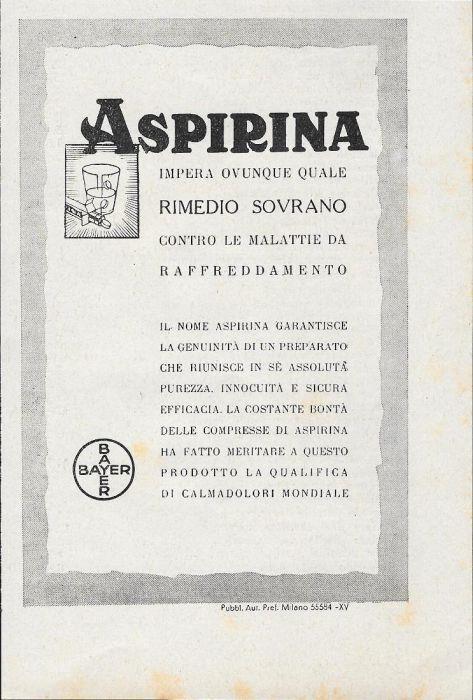 ASPIRINA
IMPERA OVUNQUE QUALE
RIMEDIO SOVRANO
CONTRO LE MALATTIE DA
RAFFREDDAMENTO
IL NOME ASPIRINA GARANTISCE
LA GENUINITÀ DI UN PREPARATO
CHE RIUNISCE IN SÈ ASSOLUTA
PUREZZA, INNOCUITÀ E SICURA
EFFICACIA. LA COSTANTE BONTÀ
DELLE COMPRESSE DI ASPIRINA
HA FATTO MERITARE A QUESTO
PRODOTTO LA QUALIFICA
DI CALMADOLORI MONDIALE
BAYER
BAYER
Pubbl. Aut. Pref. Milano 55584 -XV